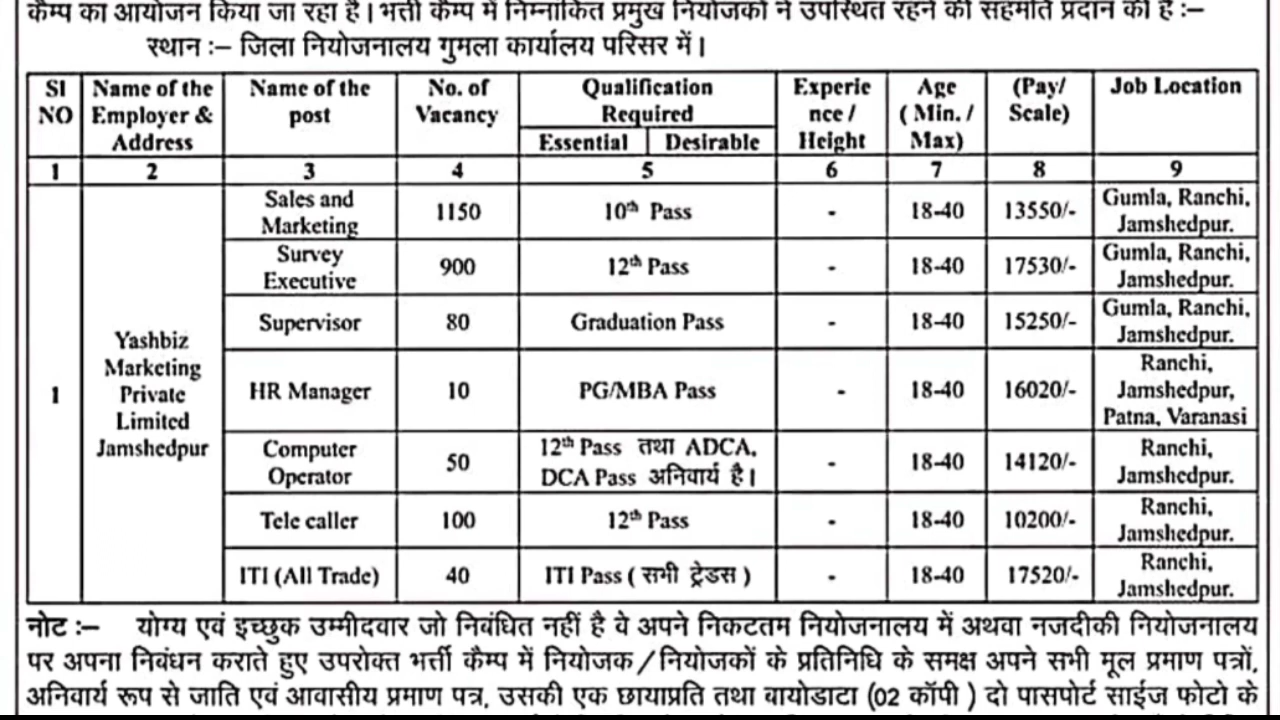 कैम्प का आयोजन किया जा रहा है। भर्त्ती कैम्प में निम्नांकित प्रमुख नियोजकों ने उपस्थित रहने की सहमति प्रदान की है :–
स्थान :– जिला नियोजनालय गुमला कार्यालय परिसर में।
Sl NO | Name of the Employer & Address | Name of the post | No. of Vacancy | Qualification Required | Experie nce / Height | Age ( Min. / Max) | (Pay/ Scale) | Job Location
Essential | Desirable
1 | 2 | 3 | 4 | 5 | 6 | 7 | 8 | 9
1 | Yashbiz Marketing Private Limited Jamshedpur
Sales and Marketing | 1150 | 10th Pass | - | 18-40 | 13550/- | Gumla, Ranchi, Jamshedpur.
Survey Executive | 900 | 12th Pass | - | 18-40 | 17530/- | Gumla, Ranchi, Jamshedpur.
Supervisor | 80 | Graduation Pass | - | 18-40 | 15250/- | Gumla, Ranchi, Jamshedpur.
HR Manager | 10 | PG/MBA Pass | - | 18-40 | 16020/- | Ranchi, Jamshedpur, Patna, Varanasi
Computer Operator | 50 | 12th Pass तथा ADCA, DCA Pass अनिवार्य है। | - | 18-40 | 14120/- | Ranchi, Jamshedpur.
Tele caller | 100 | 12th Pass | - | 18-40 | 10200/- | Ranchi, Jamshedpur.
ITI (All Trade) | 40 | ITI Pass ( सभी ट्रेडस ) | - | 18-40 | 17520/- | Ranchi, Jamshedpur.
नोट :– योग्य एवं इच्छुक उम्मीदवार जो निबंधित नहीं है वे अपने निकटतम नियोजनालय में अथवा नजदीकी नियोजनालय
पर अपना निबंधन कराते हुए उपरोक्त भर्त्ती कैम्प में नियोजक/नियोजकों के प्रतिनिधि के समक्ष अपने सभी मूल प्रमाण पत्रों,
अनिवार्य रूप से जाति एवं आवासीय प्रमाण पत्र, उसकी एक छायाप्रति तथा वायोडाटा (02 कॉपी ) दो पासपोर्ट साईज फोटो के